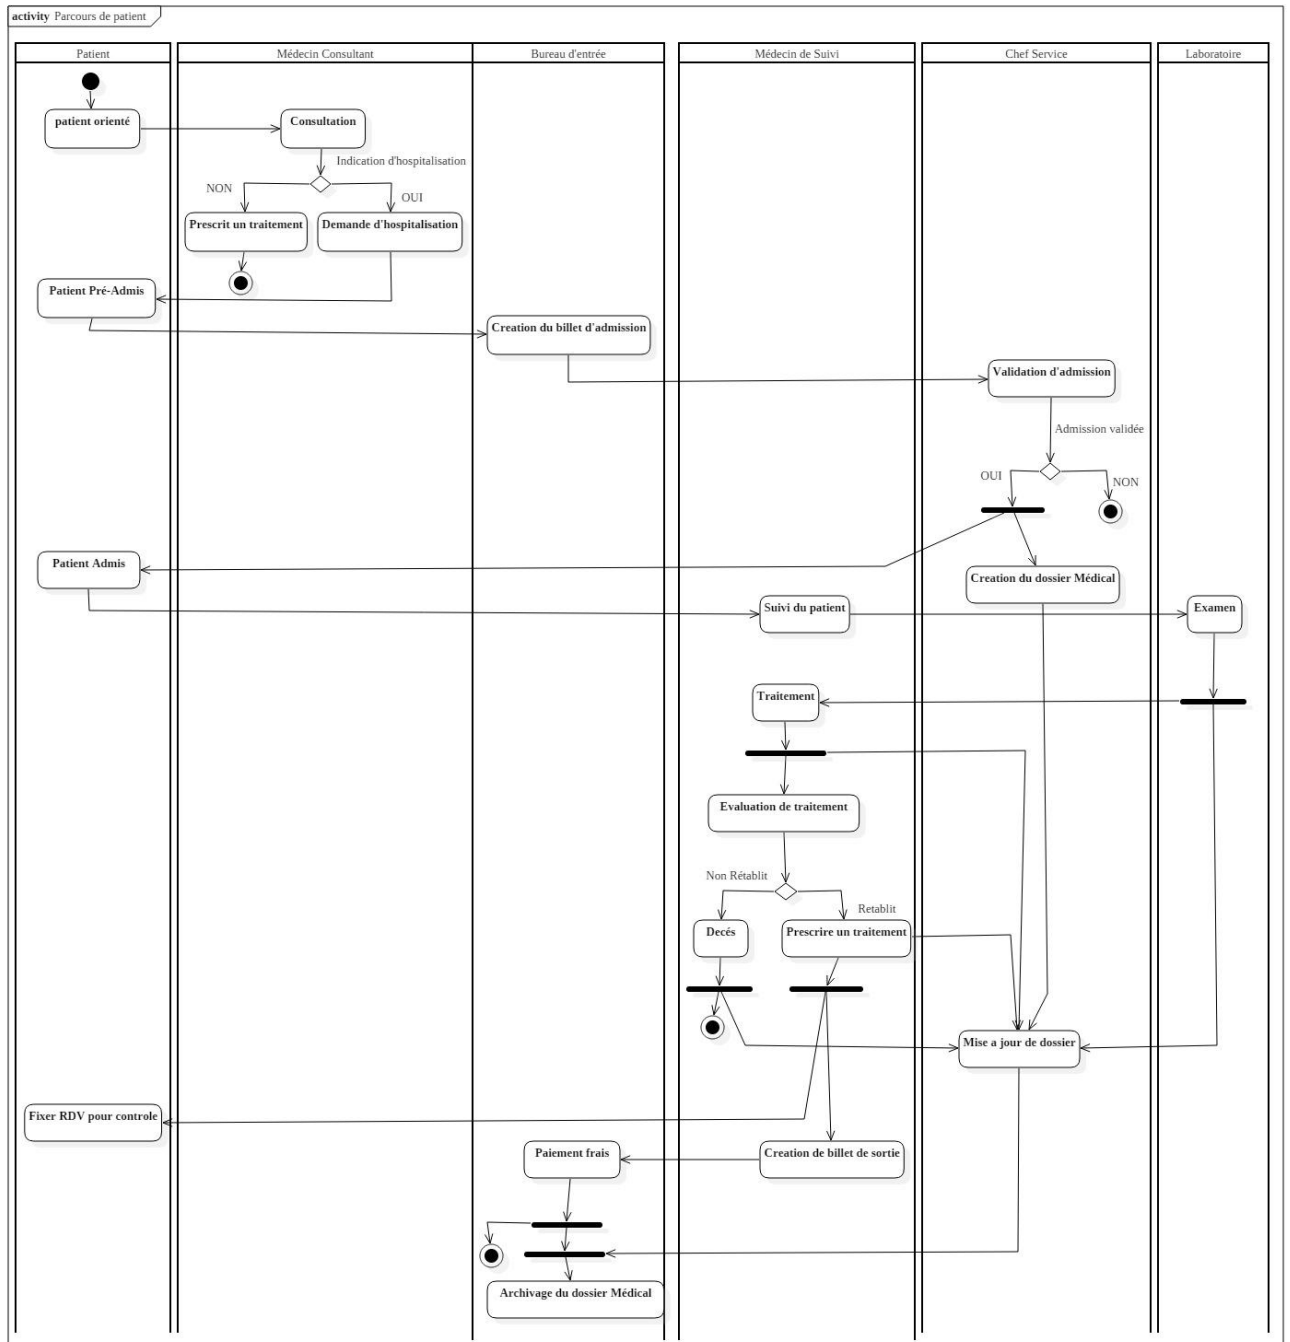 activity Parcours de patient
Patient
Médecin Consultant
Bureau d'entrée
Médecin de Suivi
Chef Service
Laboratoire
patient orienté
Consultation
Indication d'hospitalisation
NON
OUI
Prescrit un traitement
Demande d'hospitalisation
Patient Pré-Admis
Creation du billet d'admission
Validation d'admission
Admission validée
OUI
NON
Patient Admis
Creation du dossier Médical
Suivi du patient
Examen
Traitement
Evaluation de traitement
Non Rétablit
Retablit
Decés
Prescrire un traitement
Mise a jour de dossier
Fixer RDV pour controle
Paiement frais
Creation de billet de sortie
Archivage du dossier Médical